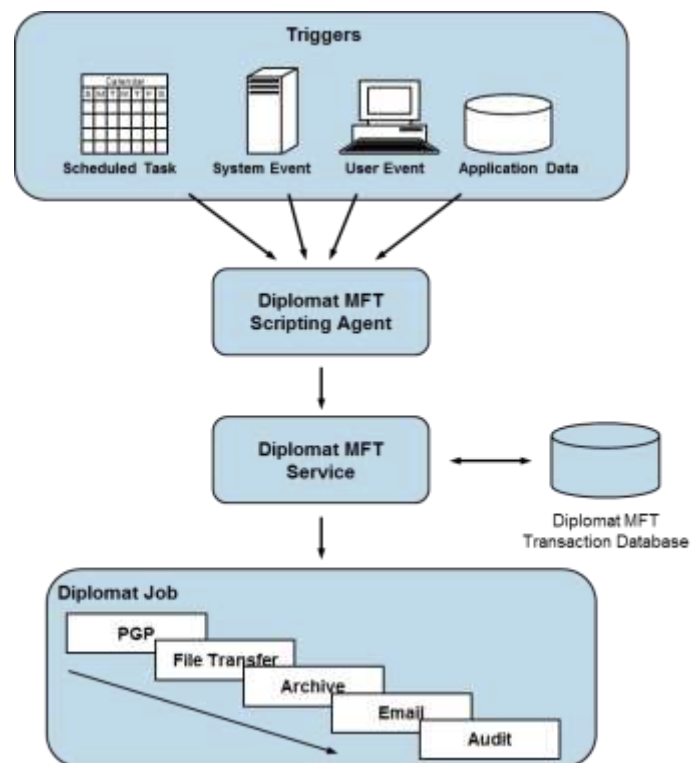 Triggers
Calendar
S M T W T F S
Scheduled Task
System Event
User Event
Application Data
Diplomat MFT
Scripting Agent
Diplomat MFT
Service
Diplomat MFT
Transaction Database
Diplomat Job
PGP
File Transfer
Archive
Email
Audit